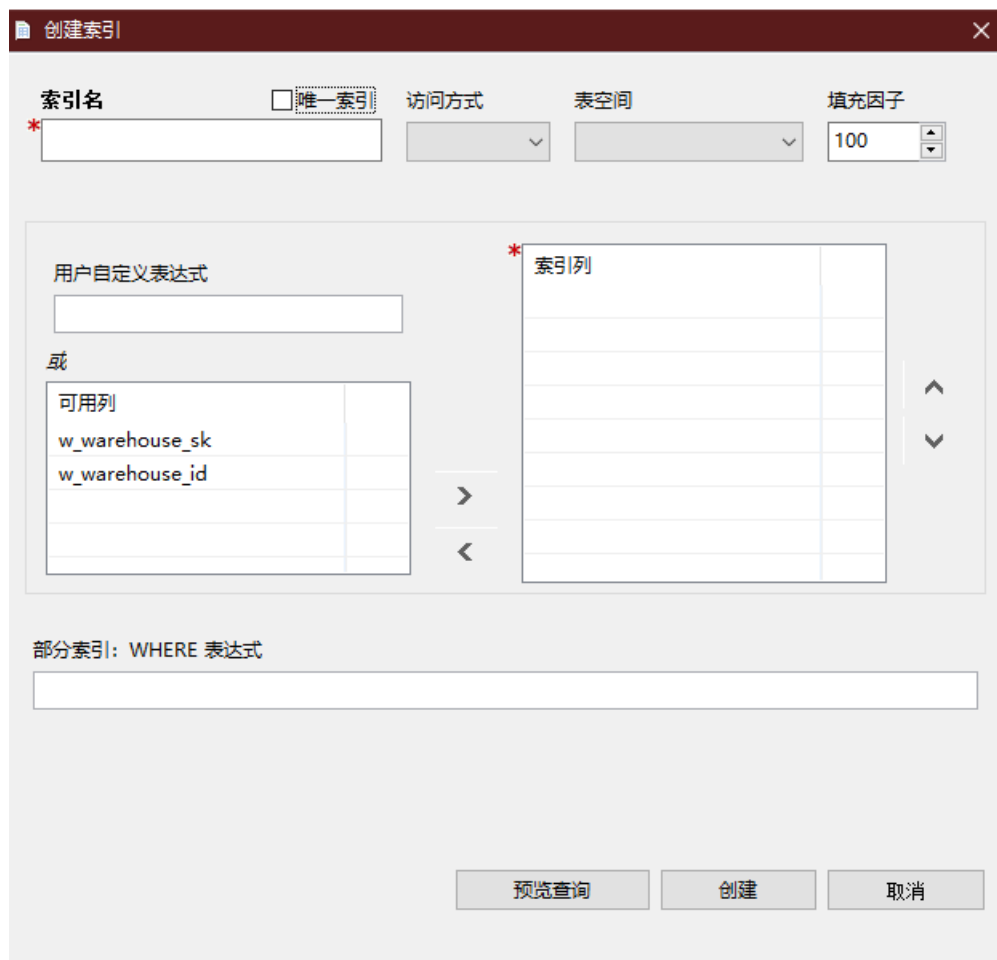 创建索引
索引名 唯一索引 访问方式 表空间 填充因子
*
100
用户自定义表达式
* 索引列
或
可用列
w_warehouse_sk
w_warehouse_id
部分索引：WHERE 表达式
预览查询 创建 取消